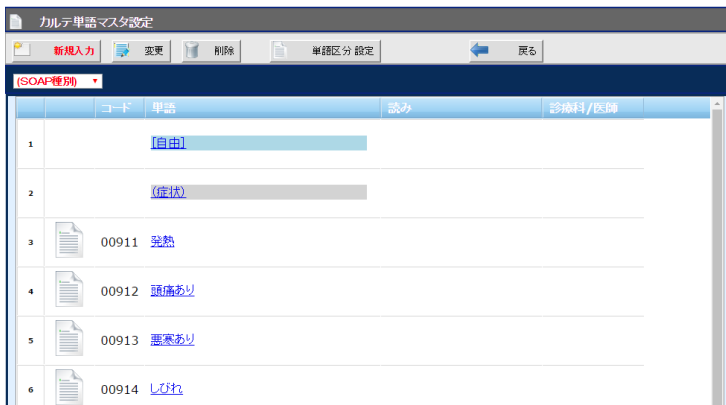 カルテ単語マスタ設定
新規入力 変更 削除 単語区分設定 戻る
(SOAP種別)
コード 単語 読み 診療科/医師
1 [自由]
2 (症状)
3 00911 発熱
4 00912 頭痛あり
5 00913 悪寒あり
6 00914 しびれ